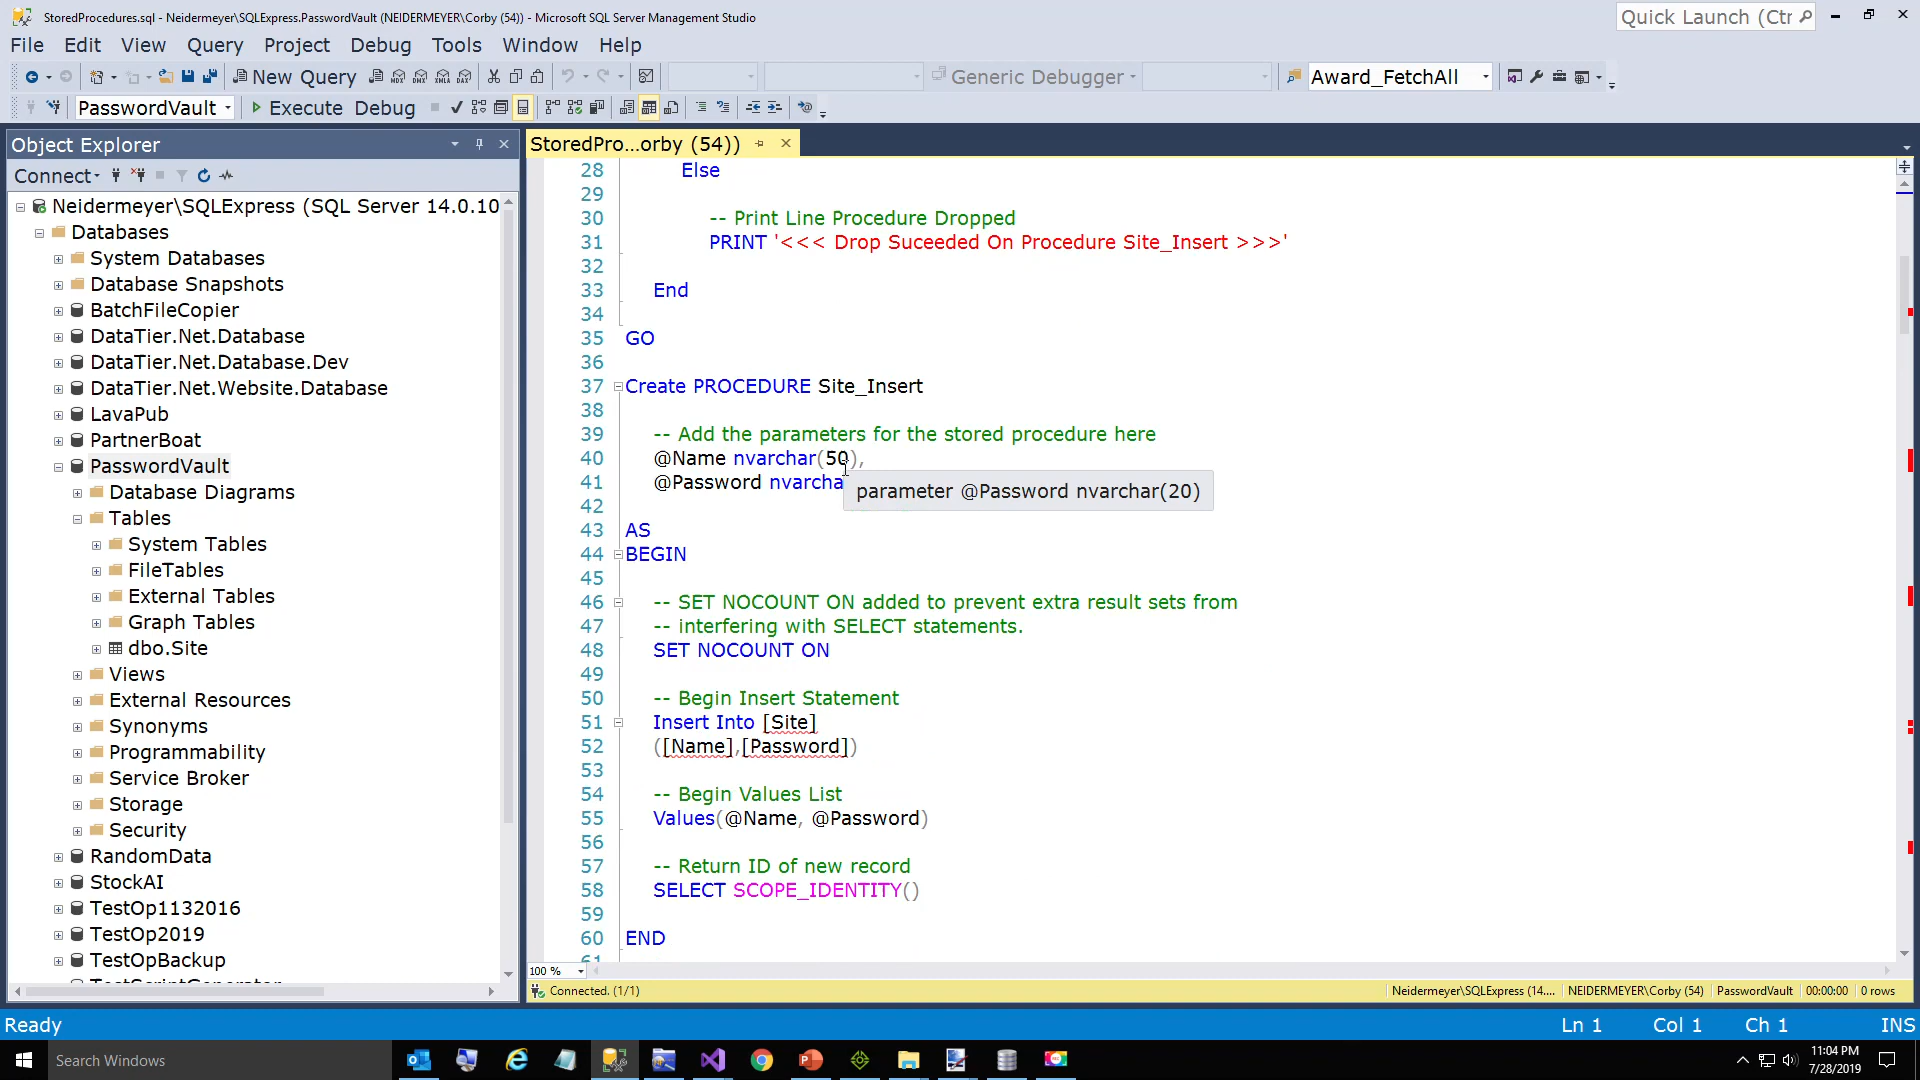 StoredProcedures.sql - Neidermeyer\SQLExpress.PasswordVault (NEIDERMEYER\Corby (54)) - Microsoft SQL Server Management Studio
Quick Launch (Ctr
File Edit View Query Project Debug Tools Window Help
New Query
Generic Debugger
Award_FetchAll
PasswordVault
Execute Debug
Object Explorer
Connect
Neidermeyer\SQLExpress (SQL Server 14.0.10
Databases
System Databases
Database Snapshots
BatchFileCopier
DataTier.Net.Database
DataTier.Net.Database.Dev
DataTier.Net.Website.Database
LavaPub
PartnerBoat
PasswordVault
Database Diagrams
Tables
System Tables
FileTables
External Tables
Graph Tables
dbo.Site
Views
External Resources
Synonyms
Programmability
Service Broker
Storage
Security
RandomData
StockAI
TestOp1132016
TestOp2019
TestOpBackup
StoredPro...orby (54))
28 Else
29
30 -- Print Line Procedure Dropped
31 PRINT '<<< Drop Suceeded On Procedure Site_Insert >>>'
32
33 End
34
35 GO
36
37 Create PROCEDURE Site_Insert
38
39 -- Add the parameters for the stored procedure here
40 @Name nvarchar(50),
41 @Password nvarcha
parameter @Password nvarchar(20)
42
43 AS
44 BEGIN
45
46 -- SET NOCOUNT ON added to prevent extra result sets from
47 -- interfering with SELECT statements.
48 SET NOCOUNT ON
49
50 -- Begin Insert Statement
51 Insert Into [Site]
52 ([Name],[Password])
53
54 -- Begin Values List
55 Values(@Name, @Password)
56
57 -- Return ID of new record
58 SELECT SCOPE_IDENTITY()
59
60 END
61
100 %
Connected. (1/1)
Neidermeyer\SQLExpress (14.... NEIDERMEYER\Corby (54) PasswordVault 00:00:00 0 rows
Ready
Ln 1 Col 1 Ch 1 INS
Search Windows
11:04 PM
7/28/2019